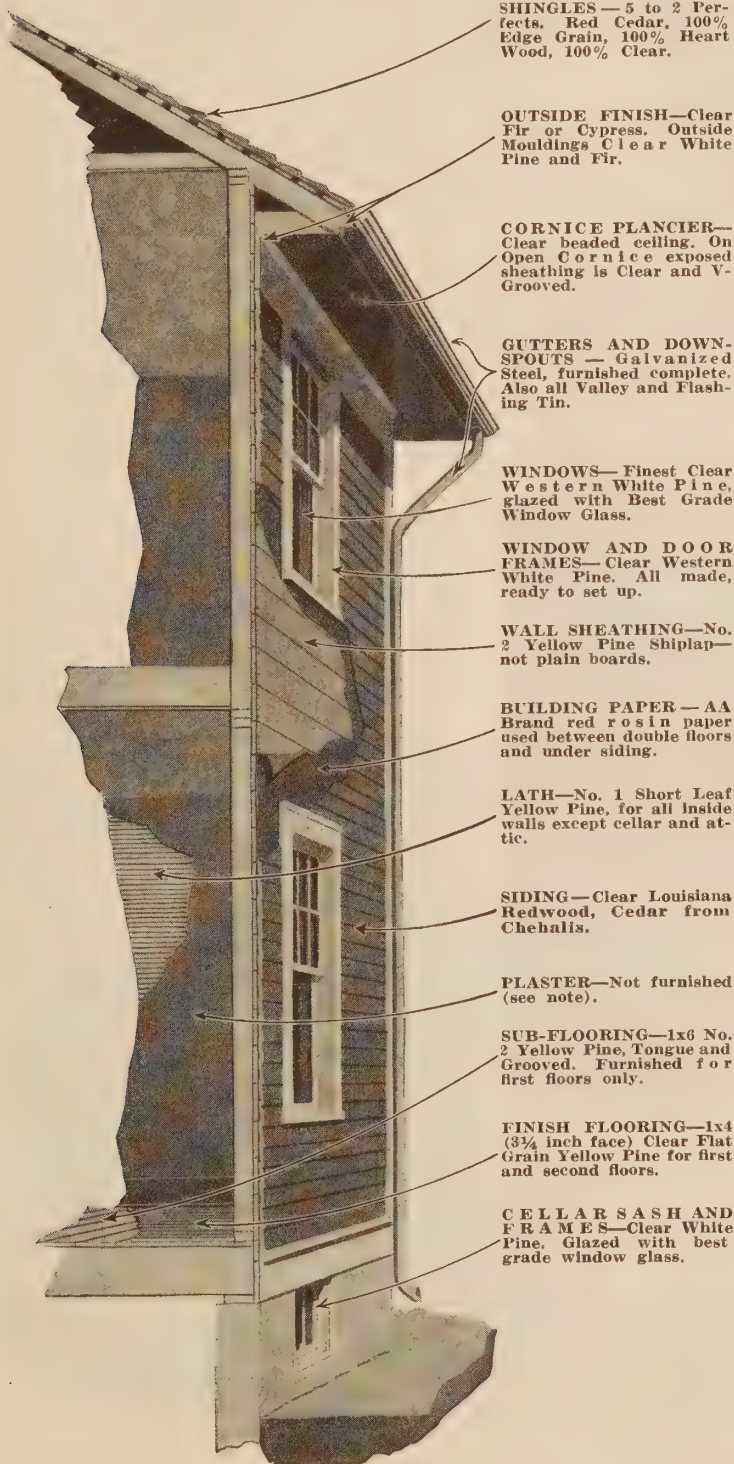 SHINGLES — 5 to 2 Per-
fects. Red Cedar, 100%
Edge Grain, 100% Heart
Wood, 100% Clear.
OUTSIDE FINISH—Clear
Fir or Cypress. Outside
Mouldings Clear White
Pine and Fir.
CORNICE PLANCIER—
Clear beaded ceiling. On
Open Cornice exposed
sheathing is Clear and V-
Grooved.
GUTTERS AND DOWN-
SPOUTS — Galvanized
Steel, furnished complete.
Also all Valley and Flash-
ing Tin.
WINDOWS— Finest Clear
Western White Pine,
glazed with Best Grade
Window Glass.
WINDOW AND DOOR
FRAMES— Clear Western
White Pine. All made,
ready to set up.
WALL SHEATHING—No.
2 Yellow Pine Shiplap—
not plain boards.
BUILDING PAPER — AA
Brand red rosin paper
used between double floors
and under siding.
LATH—No. 1 Short Leaf
Yellow Pine, for all inside
walls except cellar and at-
tic.
SIDING—Clear Louisiana
Redwood, Cedar from
Chehalis.
PLASTER—Not furnished
(see note).
SUB-FLOORING—1x6 No.
2 Yellow Pine, Tongue and
Grooved. Furnished for
first floors only.
FINISH FLOORING—1x4
(3¼ inch face) Clear Flat
Grain Yellow Pine for first
and second floors.
CELLAR SASH AND
FRAMES—Clear White
Pine. Glazed with best
grade window glass.